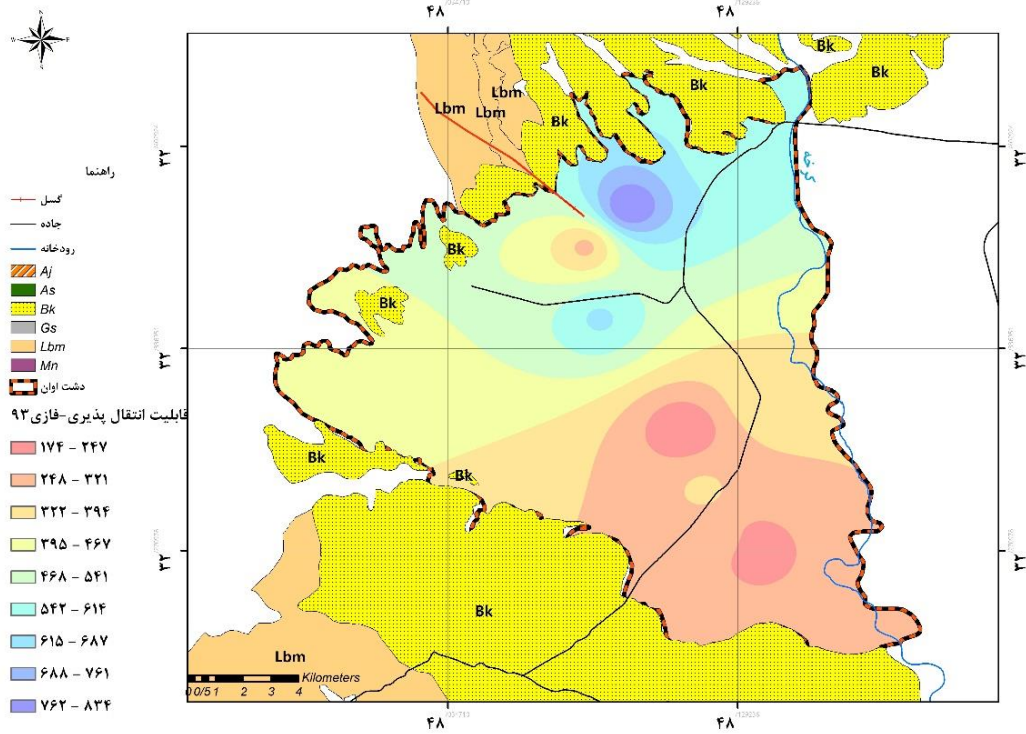 ۴۸ ۴۸
N
W E
S
Bk
Bk
Lbm
Bk
Lbm
Lbm
Bk
۳۲ ۳۲
راهنما
گسل
جاده
رودخانه
Aj
As
Bk
Gs
Lbm
Mn
دشت اوان
قابلیت انتقال پذیری-فازی۹۳
۱۷۴ - ۲۴۷
۲۴۸ - ۳۲۱
۳۲۲ - ۳۹۴
۳۹۵ - ۴۶۷
۴۶۸ - ۵۴۱
۵۴۲ - ۶۱۴
۶۱۵ - ۶۸۷
۶۸۸ - ۷۶۱
۷۶۲ - ۸۳۴
Bk
Bk
۳۲ ۳۲
Bk
Bk
۳۲ ۳۲
Bk
Lbm
Kilometers
0 0/5 1 2 3 4
۴۸ ۴۸